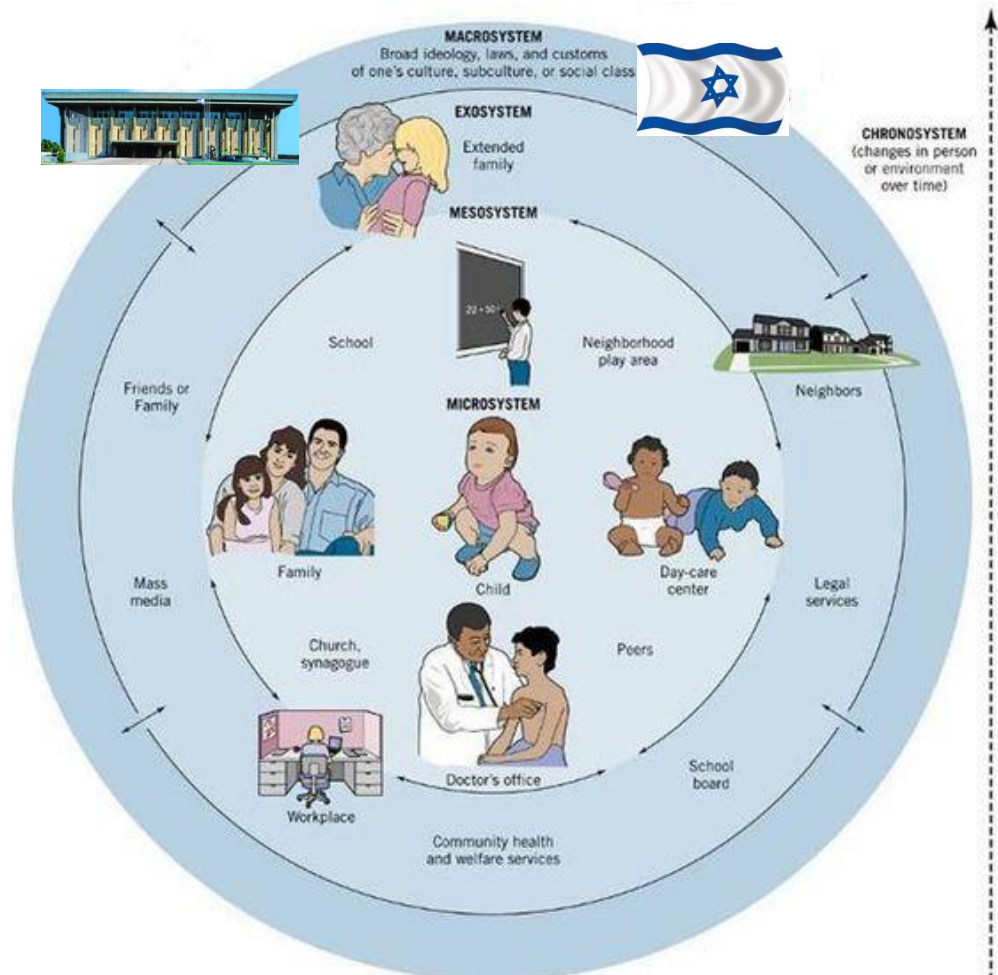 MACROSYSTEM
Broad ideology, laws, and customs
of one's culture, subculture, or social class
EXOSYSTEM
Extended
family
CHRONOSYSTEM
(changes in person
or environment
over time)
MESOSYSTEM
School
Neighborhood
play area
Friends or
Family
Neighbors
MICROSYSTEM
Family
Child
Day-care
center
Mass
media
Legal
services
Church,
synagogue
Peers
Doctor's office
School
board
Workplace
Community health
and welfare services